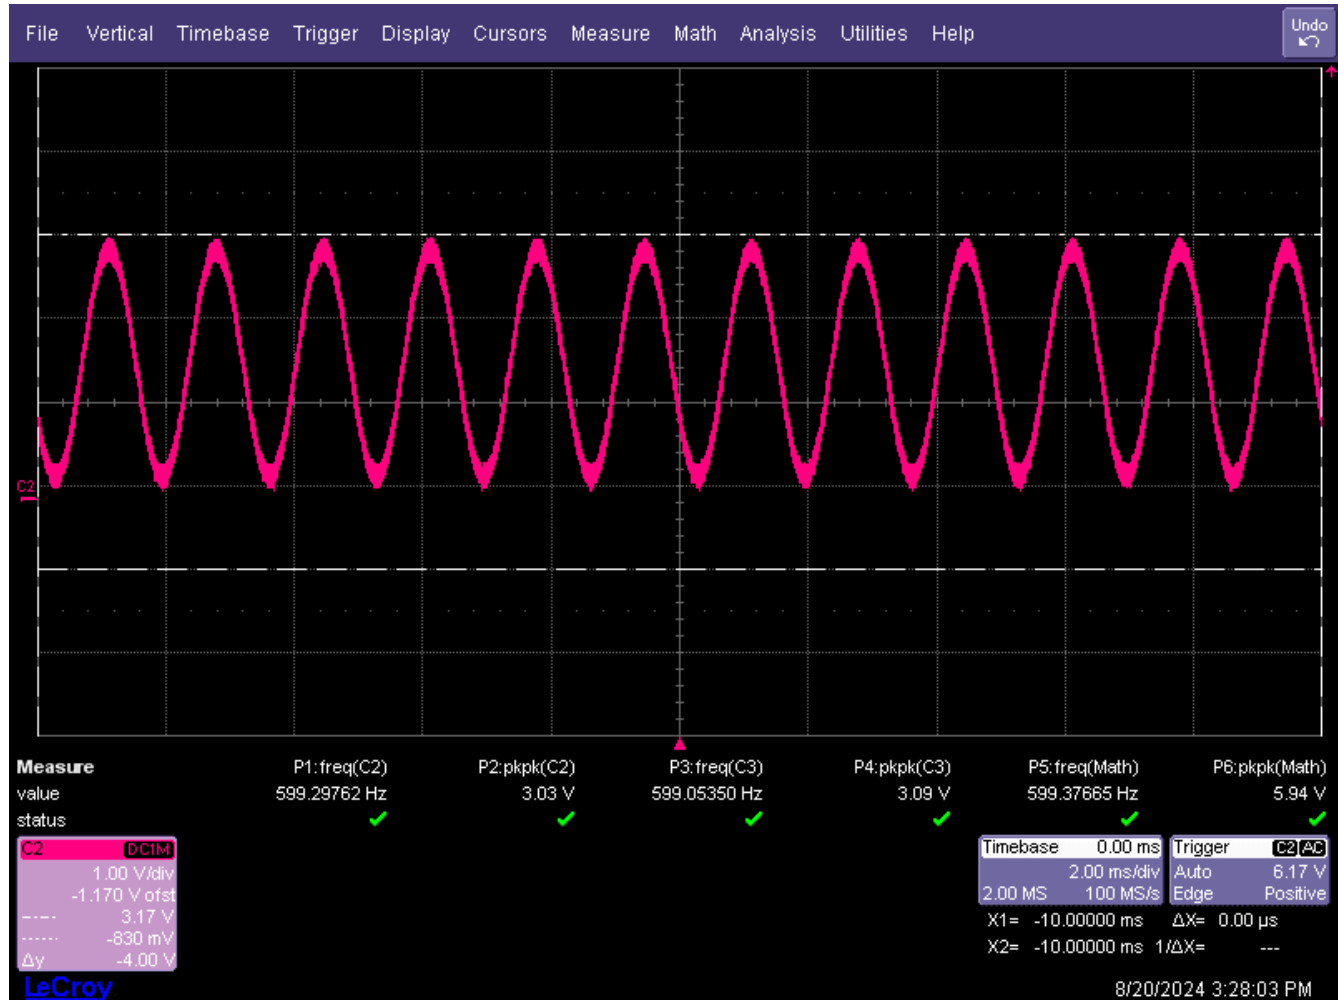 File Vertical Timebase Trigger Display Cursors Measure Math Analysis Utilities Help Undo
C2
Measure P1:freq(C2) P2:pkpk(C2) P3:freq(C3) P4:pkpk(C3) P5:freq(Math) P6:pkpk(Math)
value 599.29762 Hz 3.03 V 599.05350 Hz 3.09 V 599.37665 Hz 5.94 V
status
C2 DC1M
1.00 V/div
-1.170 V ofst
3.17 V
-830 mV
Δy -4.00 V
Timebase 0.00 ms
2.00 ms/div
2.00 MS 100 MS/s
Trigger C2 AC
Auto 6.17 V
Edge Positive
X1= -10.00000 ms ΔX= 0.00 µs
X2= -10.00000 ms 1/ΔX= ---
LeCroy
8/20/2024 3:28:03 PM